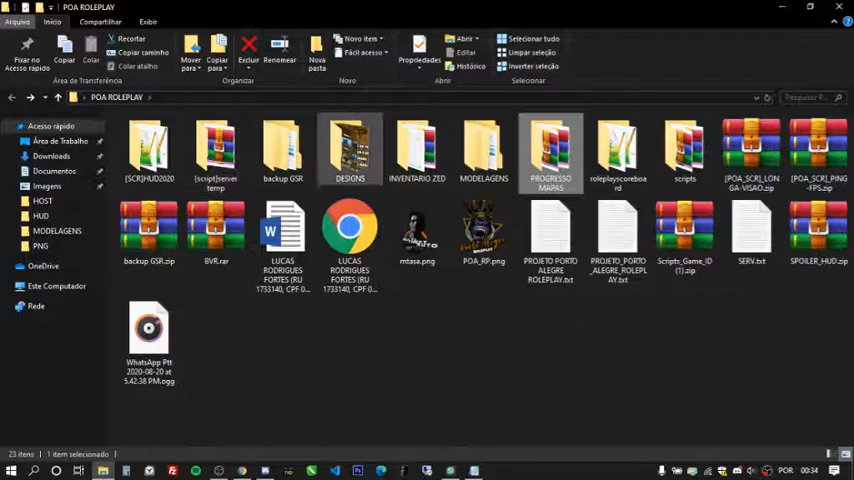 POA ROLEPLAY
Arquivo Início Compartilhar Exibir
Recortar
Copiar caminho
Colar atalho
Fixar no
Acesso rápido
Copiar
Colar
Mover
para
Copiar
para
Excluir
Renomear
Nova
pasta
Novo item
Fácil acesso
Propriedades
Abrir
Editar
Histórico
Selecionar tudo
Limpar seleção
Inverter seleção
Área de Transferência
Organizar
Novo
Abrir
Selecionar
POA ROLEPLAY
Pesquisar P...
Acesso rápido
Área de Trabalho
Downloads
Documentos
Imagens
HOST
HUD
MODELAGENS
PNG
OneDrive
Este Computador
Rede
[SCR]HUD2020
[script]server
temp
backup GSR
DESIGNS
INVENTARIO ZED
MODELAGENS
PROGRESSO
MAPAS
roleplayscoreboa
rd
scripts
[POA_SCR]_LON
GA-VISAO.zip
[POA_SCR]_PING
-FPS.zip
backup GSR.zip
BVR.rar
LUCAS
RODRIGUES
FORTES (RU
1733140, CPF 0...
LUCAS
RODRIGUES
FORTES (RU
1733140, CPF 0...
mtasa.png
POA_RP.png
PROJETO PORTO
ALEGRE
ROLEPLAY.txt
PROJETO_PORTO
_ALEGRE_ROLEPL
AY.txt
Scripts_Game_ID
(1).zip
SERV.txt
SPOILER_HUD.zip
WhatsApp Ptt
2020-08-20 at
5.42.38 PM.ogg
23 itens
1 item selecionado
POR
00:34